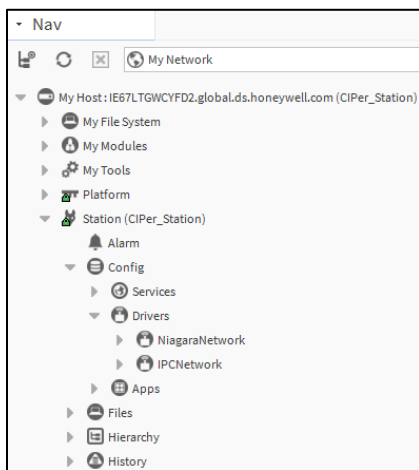 Nav
My Network
My Host : IE67LTGWCYFD2.global.ds.honeywell.com (CIPer_Station)
My File System
My Modules
My Tools
Platform
Station (CIPer_Station)
Alarm
Config
Services
Drivers
NiagaraNetwork
IPCNetwork
Apps
Files
Hierarchy
History